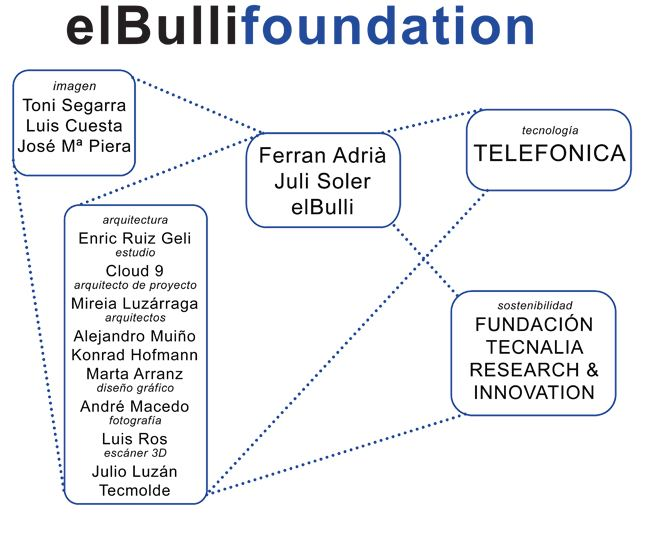 elBullifoundation
imagen
Toni Segarra
Luis Cuesta
José Mª Piera
Ferran Adrià
Juli Soler
elBulli
tecnología
TELEFONICA
arquitectura
Enric Ruiz Geli
estudio
Cloud 9
arquitecto de proyecto
Mireia Luzárraga
arquitectos
Alejandro Muiño
Konrad Hofmann
Marta Arranz
diseño gráfico
André Macedo
fotografía
Luis Ros
escáner 3D
Julio Luzán
Tecmolde
sostenibilidad
FUNDACIÓN
TECNALIA
RESEARCH &
INNOVATION